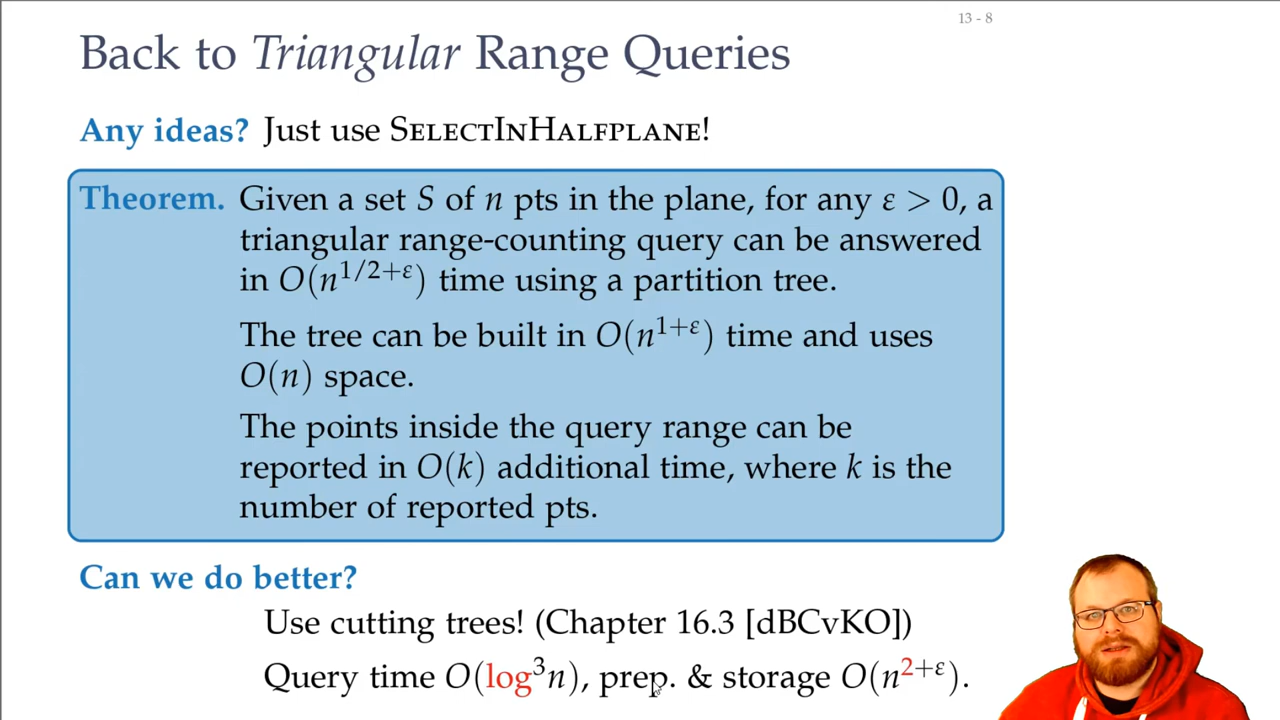 13 - 8
Back to Triangular Range Queries
Any ideas? Just use SELECTINHALFPLANE!
Theorem. Given a set S of n pts in the plane, for any ε > 0, a
triangular range-counting query can be answered
in O(n^{1/2+ε}) time using a partition tree.
The tree can be built in O(n^{1+ε}) time and uses
O(n) space.
The points inside the query range can be
reported in O(k) additional time, where k is the
number of reported pts.
Can we do better?
Use cutting trees! (Chapter 16.3 [dBCvKO])
Query time O(log³n), prep. & storage O(n^{2+ε}).